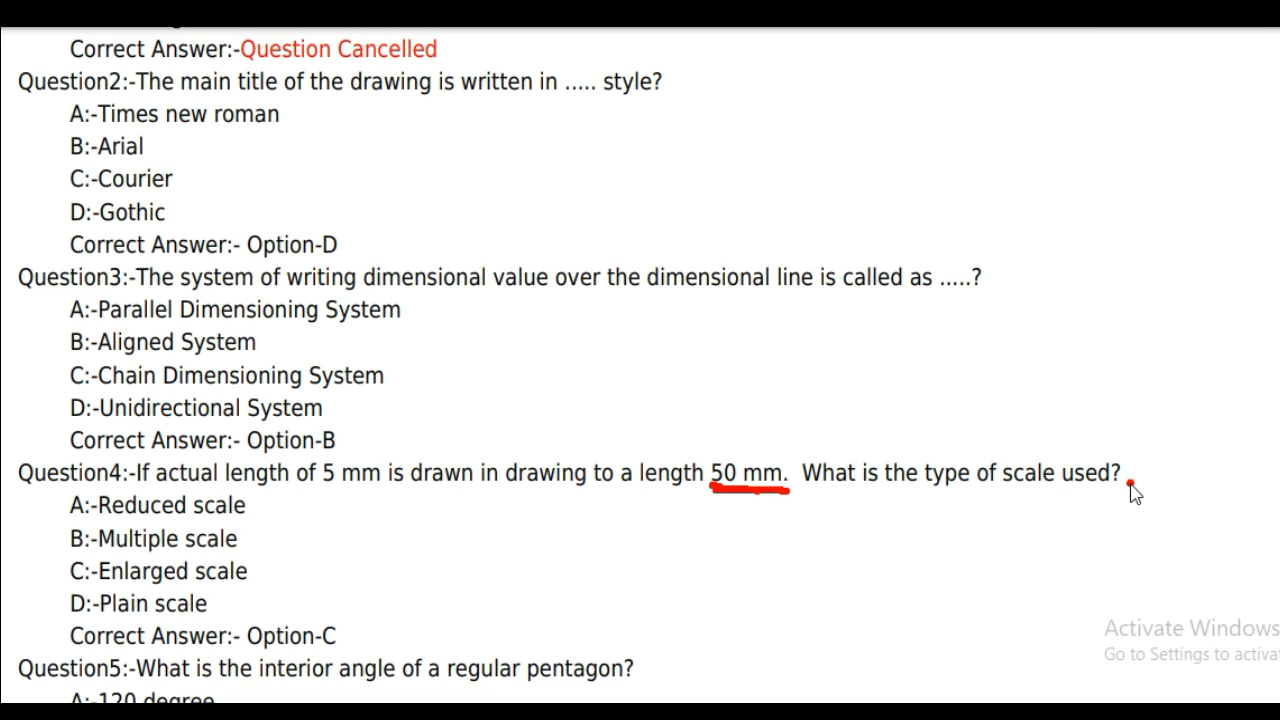 Correct Answer:-Question Cancelled
Question2:-The main title of the drawing is written in ..... style?
A:-Times new roman
B:-Arial
C:-Courier
D:-Gothic
Correct Answer:- Option-D
Question3:-The system of writing dimensional value over the dimensional line is called as .....?
A:-Parallel Dimensioning System
B:-Aligned System
C:-Chain Dimensioning System
D:-Unidirectional System
Correct Answer:- Option-B
Question4:-If actual length of 5 mm is drawn in drawing to a length 50 mm.  What is the type of scale used?
A:-Reduced scale
B:-Multiple scale
C:-Enlarged scale
D:-Plain scale
Correct Answer:- Option-C
Activate Windows
Go to Settings to activa
Question5:-What is the interior angle of a regular pentagon?
A:-120 degree